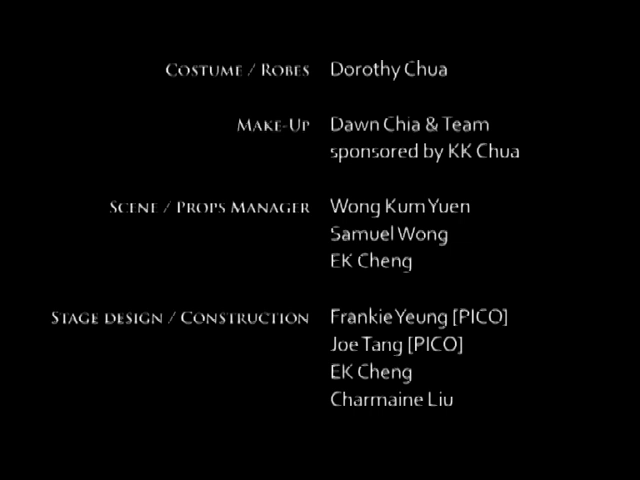 Costume / Robes Dorothy Chua
Make-Up Dawn Chia & Team
sponsored by KK Chua
Scene / Props Manager Wong Kum Yuen
Samuel Wong
EK Cheng
Stage design / Construction Frankie Yeung [PICO]
Joe Tang [PICO]
EK Cheng
Charmaine Liu